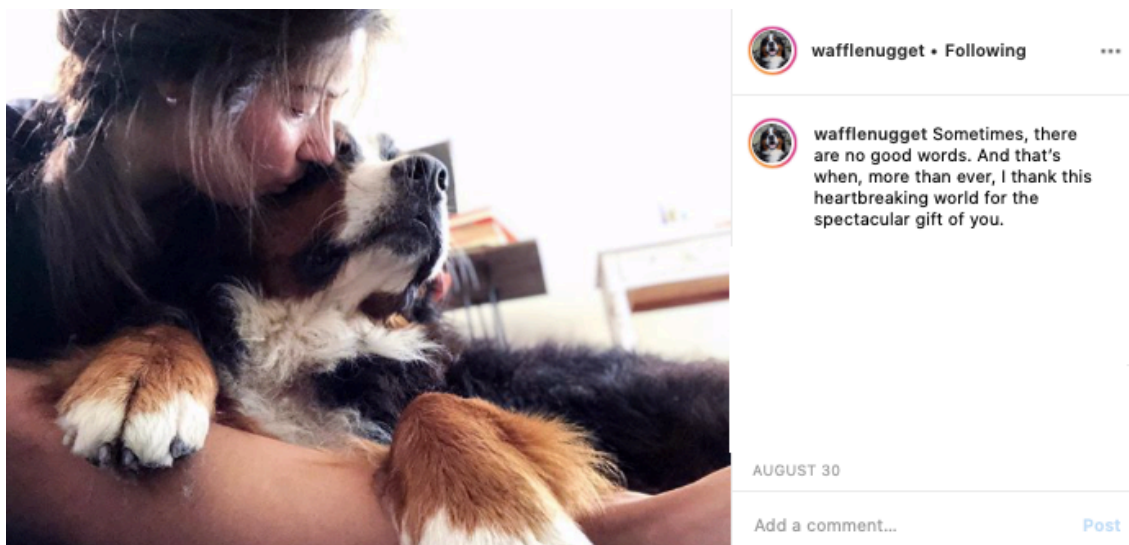 wafflenugget • Following
wafflenugget Sometimes, there
are no good words. And that's
when, more than ever, I thank this
heartbreaking world for the
spectacular gift of you.
AUGUST 30
Add a comment...
Post